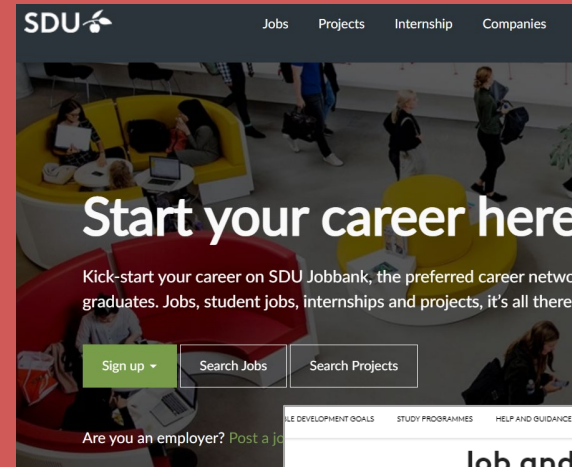 SDU
Jobs Projects Internship Companies
Start your career here
Kick-start your career on SDU Jobbank, the preferred career netwo
graduates. Jobs, student jobs, internships and projects, it's all there
Sign up Search Jobs Search Projects
Are you an employer? Post a jo
LE DEVELOPMENT GOALS STUDY PROGRAMMES HELP AND GUIDANCE
Job and